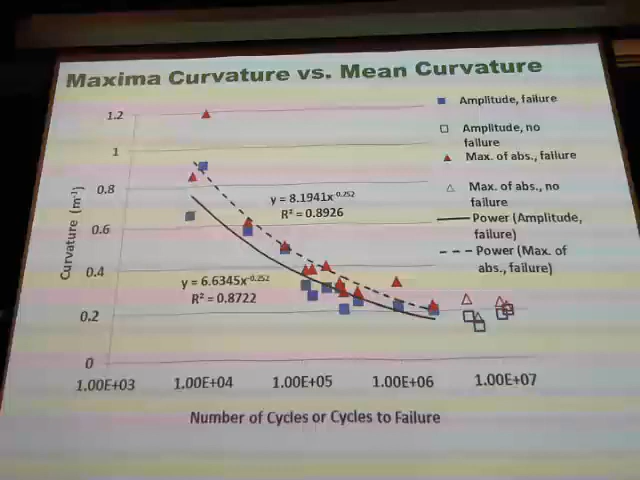 Maxima Curvature vs. Mean Curvature
1.2
1
0.8
0.6
0.4
0.2
0
Curvature (m⁻¹)
y = 8.1941x⁻⁰·²⁵²
R² = 0.8926
y = 6.6345x⁻⁰·²⁵²
R² = 0.8722
Amplitude, failure
Amplitude, no
failure
Max. of abs., failure
Max. of abs., no
failure
Power (Amplitude,
failure)
Power (Max. of
abs., failure)
1.00E+03
1.00E+04
1.00E+05
1.00E+06
1.00E+07
Number of Cycles or Cycles to Failure